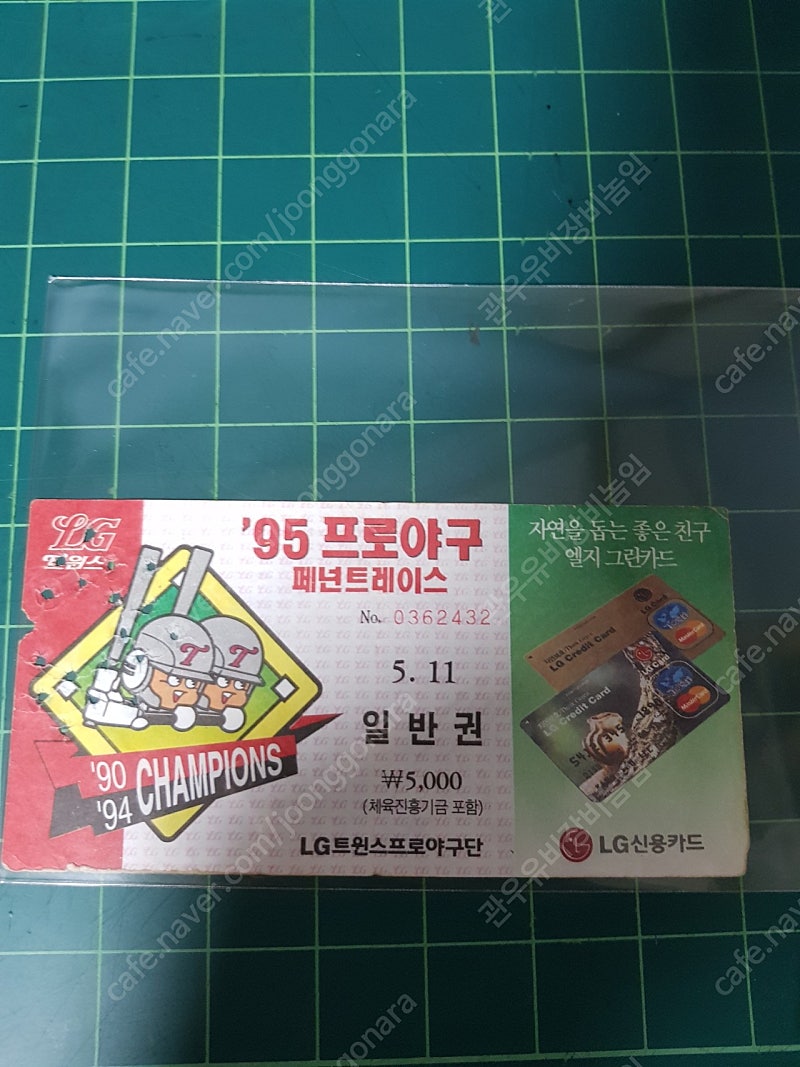 LG
트윈스
'95 프로야구
페넌트레이스
No. 0362432
5. 11
일반권
₩5,000
(체육진흥기금 포함)
LG트윈스프로야구단
'90
'94 CHAMPIONS
T
T
자연을 돕는 좋은 친구
엘지 그린카드
LG Card
LG Credit Card
MasterCard
LG Credit Card
MasterCard
LG신용카드
cafe.naver.com/joonggonara
cafe.naver.com/joonggonara
cafe.naver.com/joonggonara